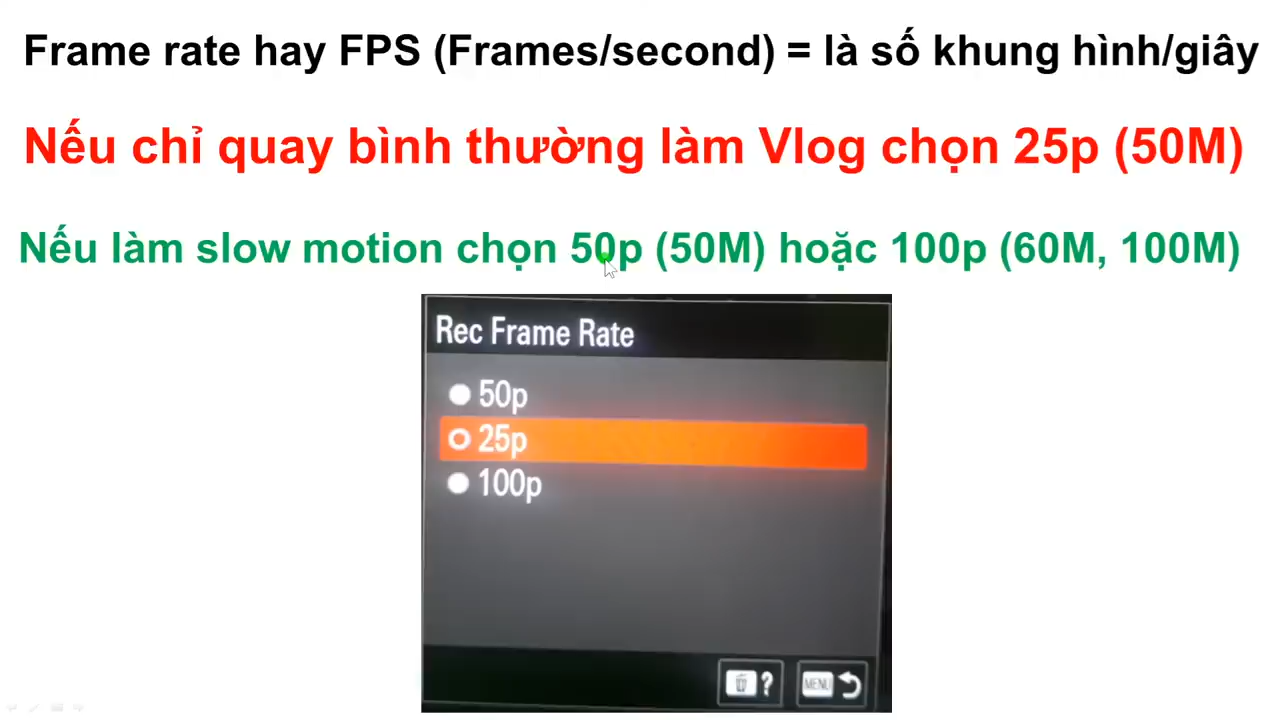 Frame rate hay FPS (Frames/second) = là số khung hình/giây
Nếu chỉ quay bình thường làm Vlog chọn 25p (50M)
Nếu làm slow motion chọn 50p (50M) hoặc 100p (60M, 100M)
Rec Frame Rate
50p
25p
100p
? MENU